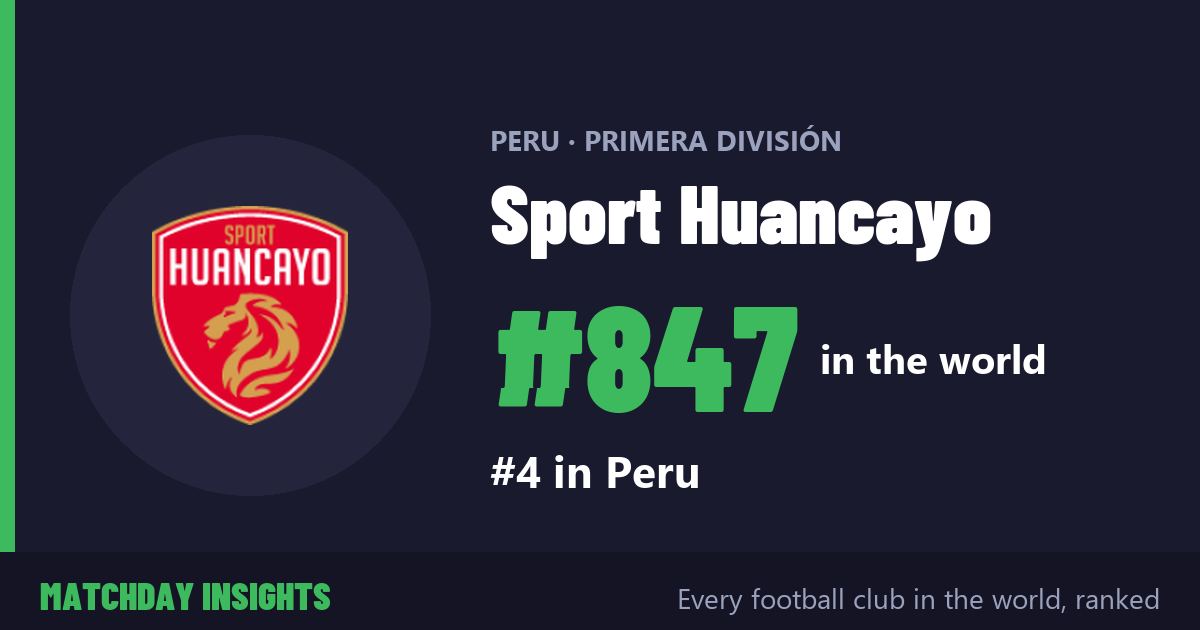 SPORT
HUANCAYO
PERU · PRIMERA DIVISIÓN
Sport Huancayo
#847 in the world
#4 in Peru
MATCHDAY INSIGHTS
Every football club in the world, ranked